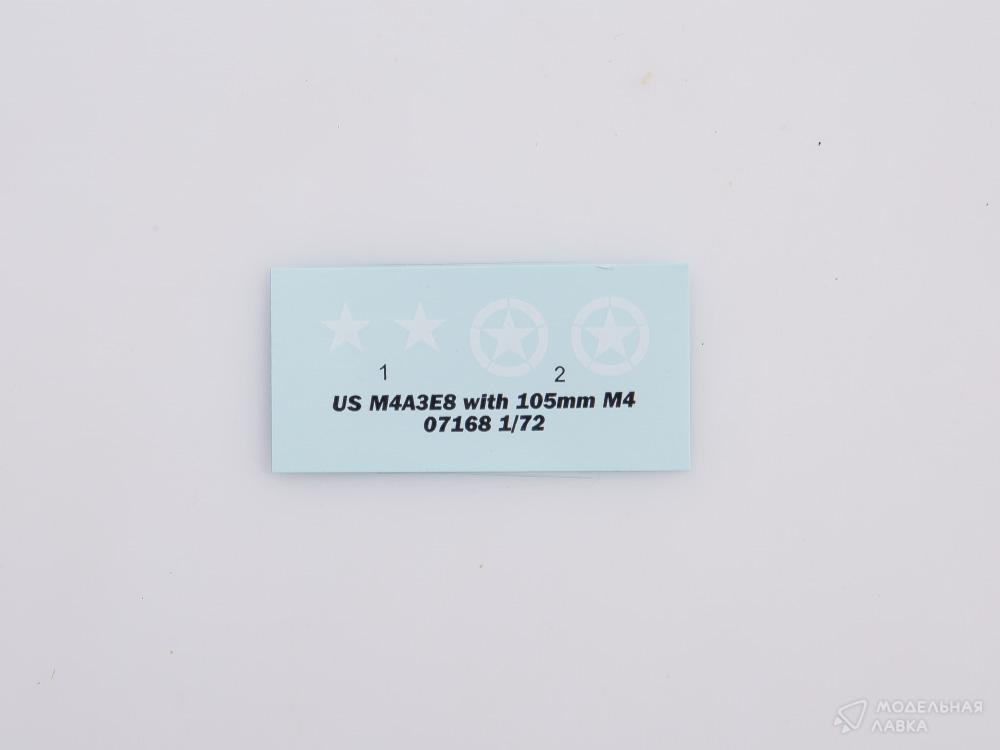 1 2
US M4A3E8 with 105mm M4
07168 1/72
МОДЕЛЬНАЯ
ЛАВКА